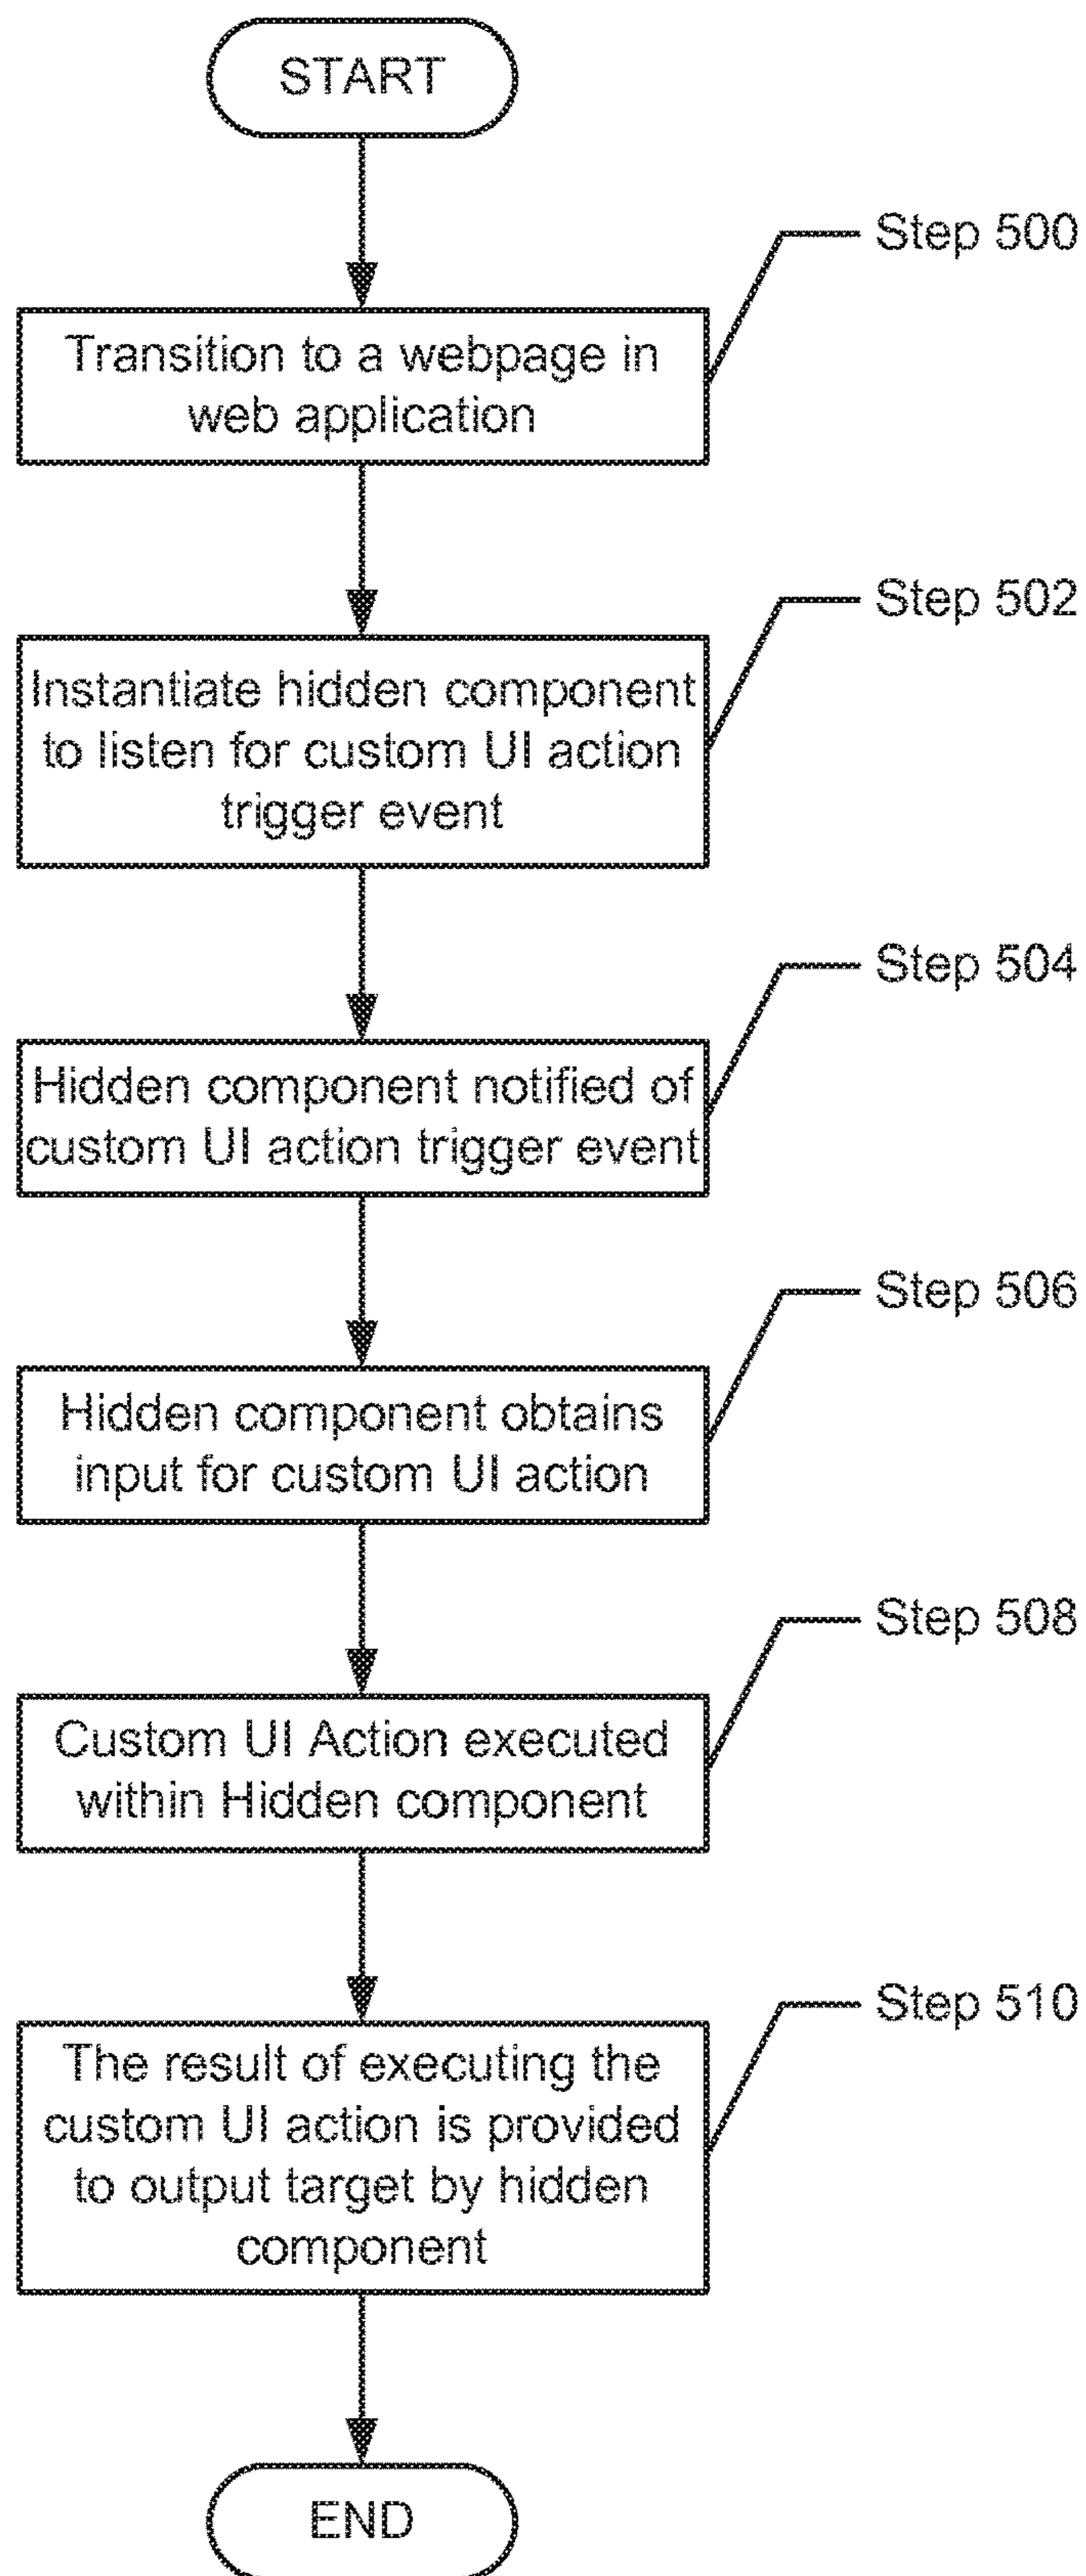 START
Step 500
Transition to a webpage in
web application
Step 502
Instantiate hidden component
to listen for custom UI action
trigger event
Step 504
Hidden component notified of
custom UI action trigger event
Step 506
Hidden component obtains
input for custom UI action
Step 508
Custom UI Action executed
within Hidden component
Step 510
The result of executing the
custom UI action is provided
to output target by hidden
component
END